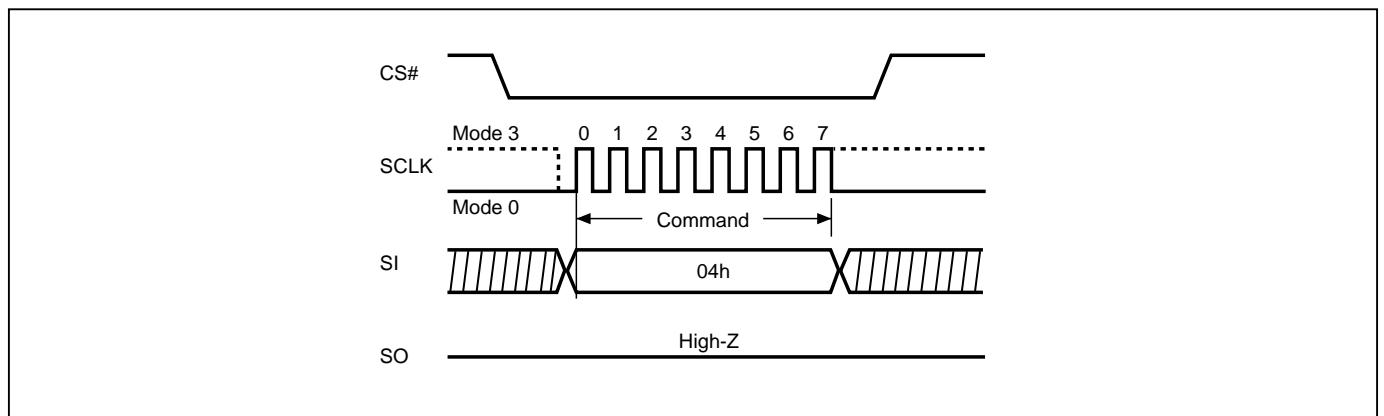 CS#
Mode 3 0 1 2 3 4 5 6 7
SCLK
Mode 0
Command
SI
04h
High-Z
SO